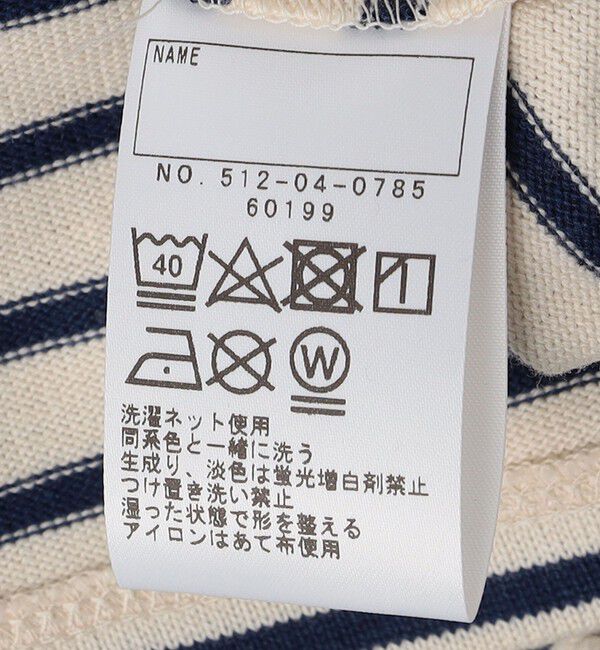 NAME
NO. 512-04-0785
60199
40
W
洗濯ネット使用
同系色と一緒に洗う
生成り、淡色は蛍光増白剤禁止
つけ置き洗い禁止
湿った状態で形を整える
アイロンはあて布使用